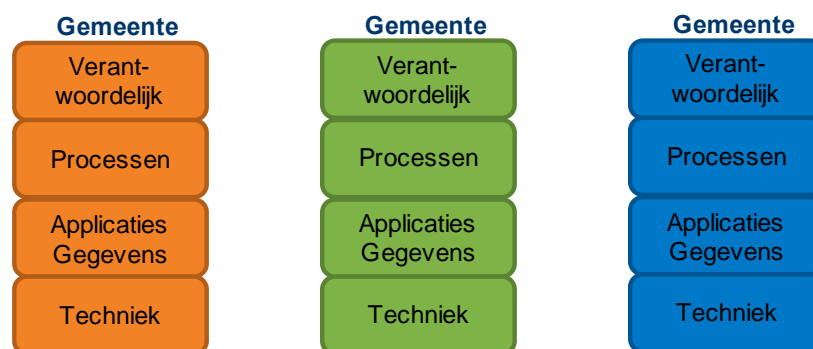 Gemeente
Verant-
woordelijk
Processen
Applicaties
Gegevens
Techniek
Gemeente
Verant-
woordelijk
Processen
Applicaties
Gegevens
Techniek
Gemeente
Verant-
woordelijk
Processen
Applicaties
Gegevens
Techniek